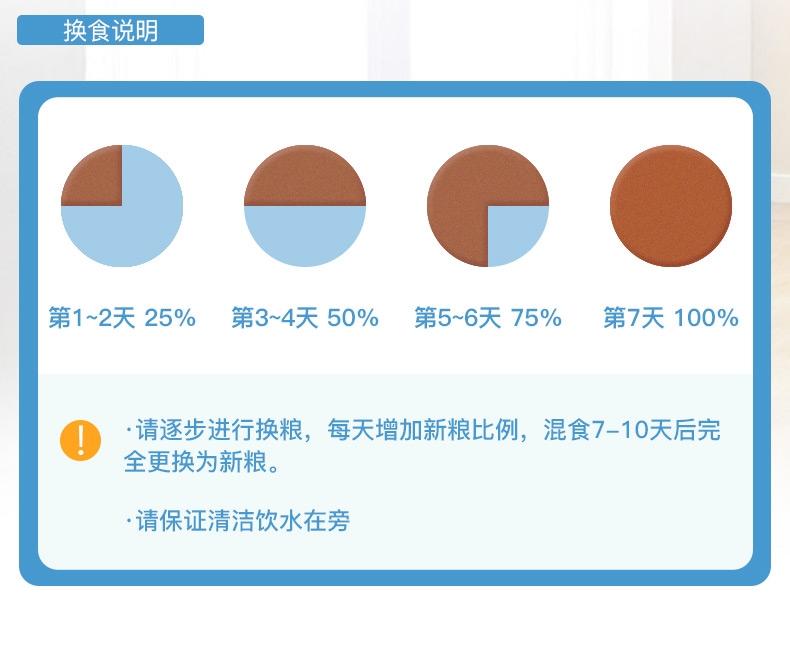 换食说明
第1~2天 25%
第3~4天 50%
第5~6天 75%
第7天 100%
!
·请逐步进行换粮，每天增加新粮比例，混食7-10天后完
全更换为新粮。
·请保证清洁饮水在旁